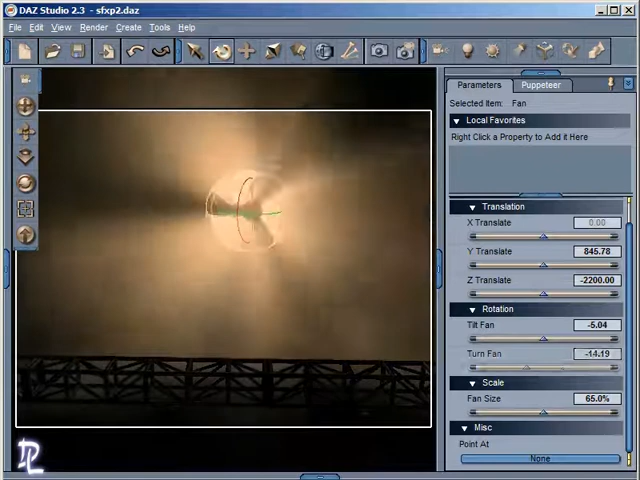 DAZ Studio 2.3 - sfxp2.daz
File Edit View Render Create Tools Help
Parameters Puppeteer
Selected Item: Fan
Local Favorites
Right Click a Property to Add it Here
Translation
X Translate 0.00
Y Translate 845.78
Z Translate -2200.00
Rotation
Tilt Fan -5.04
Turn Fan -14.19
Scale
Fan Size 65.0%
Misc
Point At
None
DL